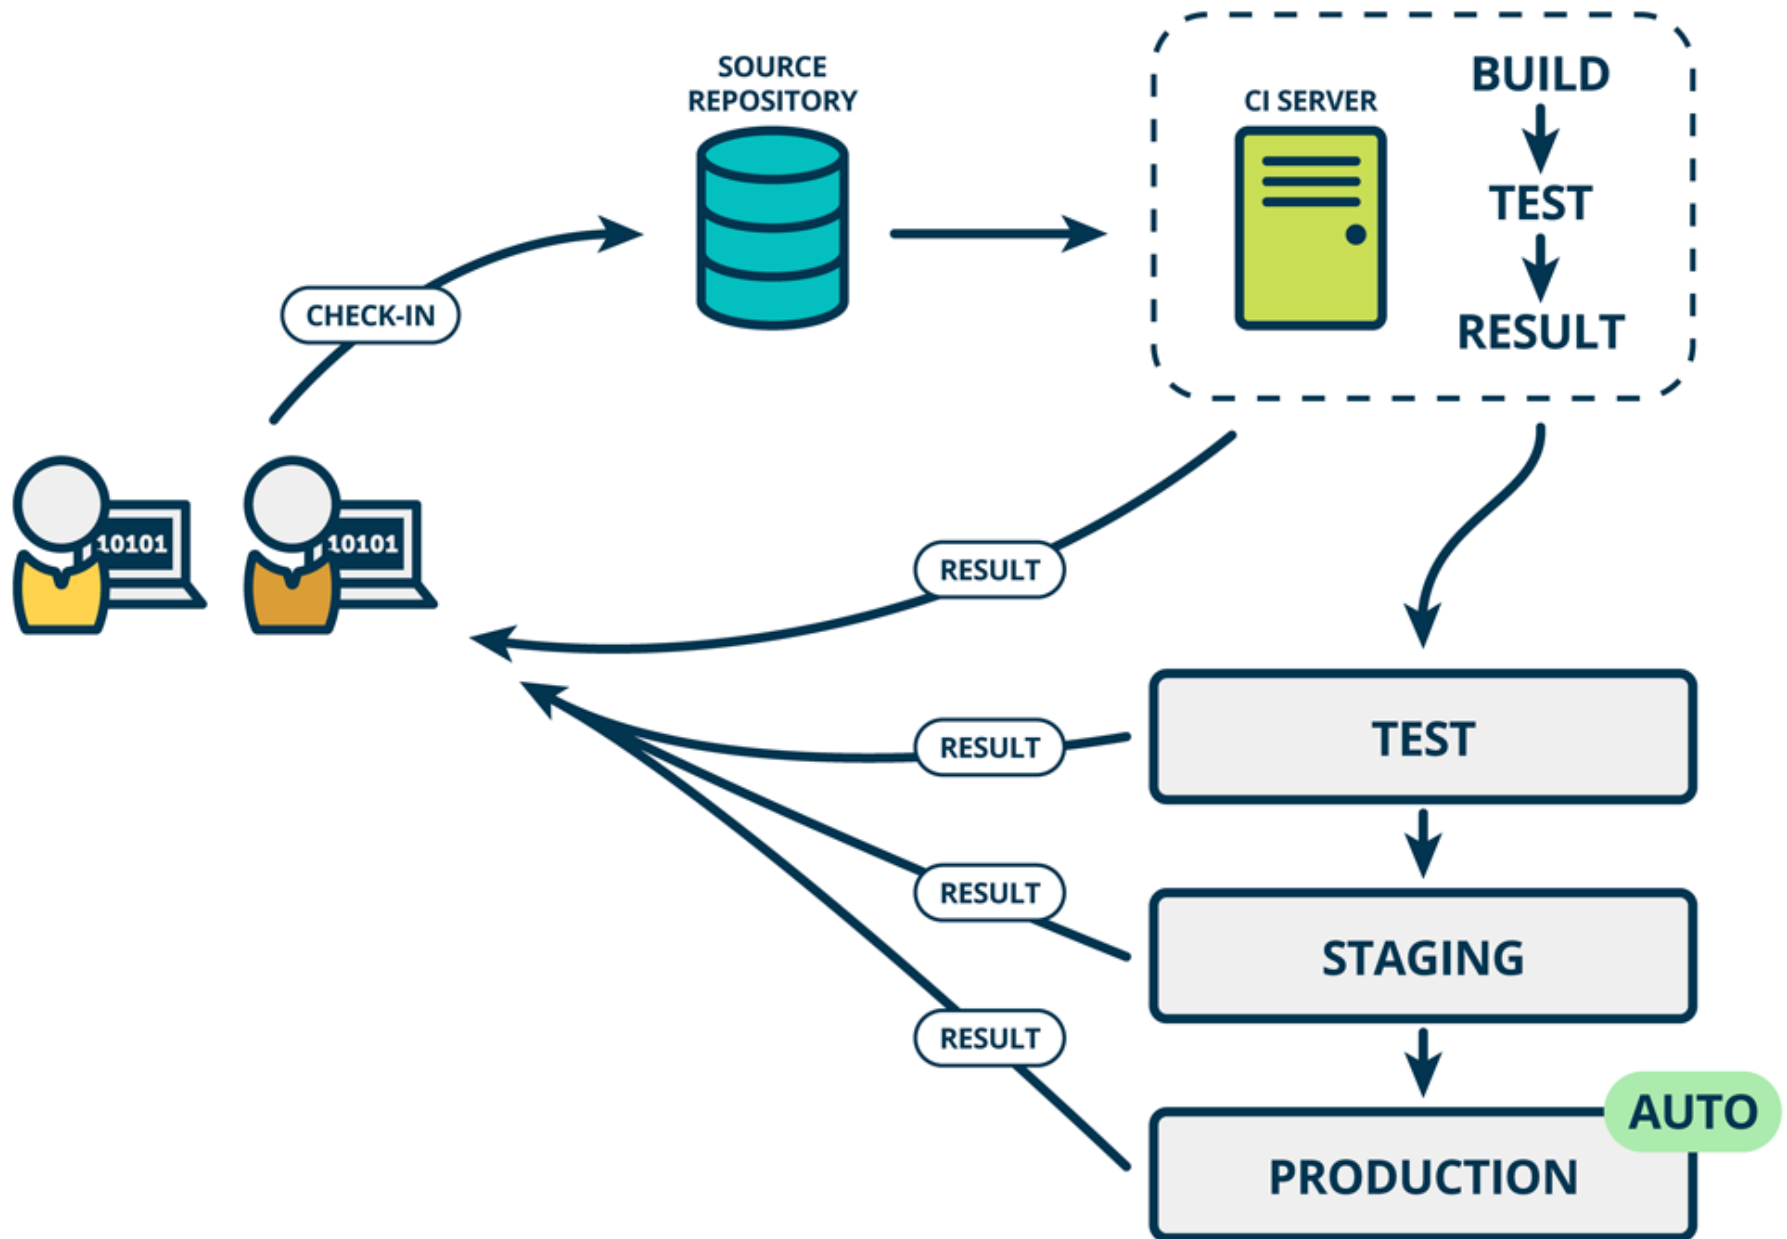 SOURCE
REPOSITORY
CI SERVER
BUILD
TEST
RESULT
CHECK-IN
10101
10101
RESULT
RESULT
TEST
RESULT
STAGING
RESULT
AUTO
PRODUCTION